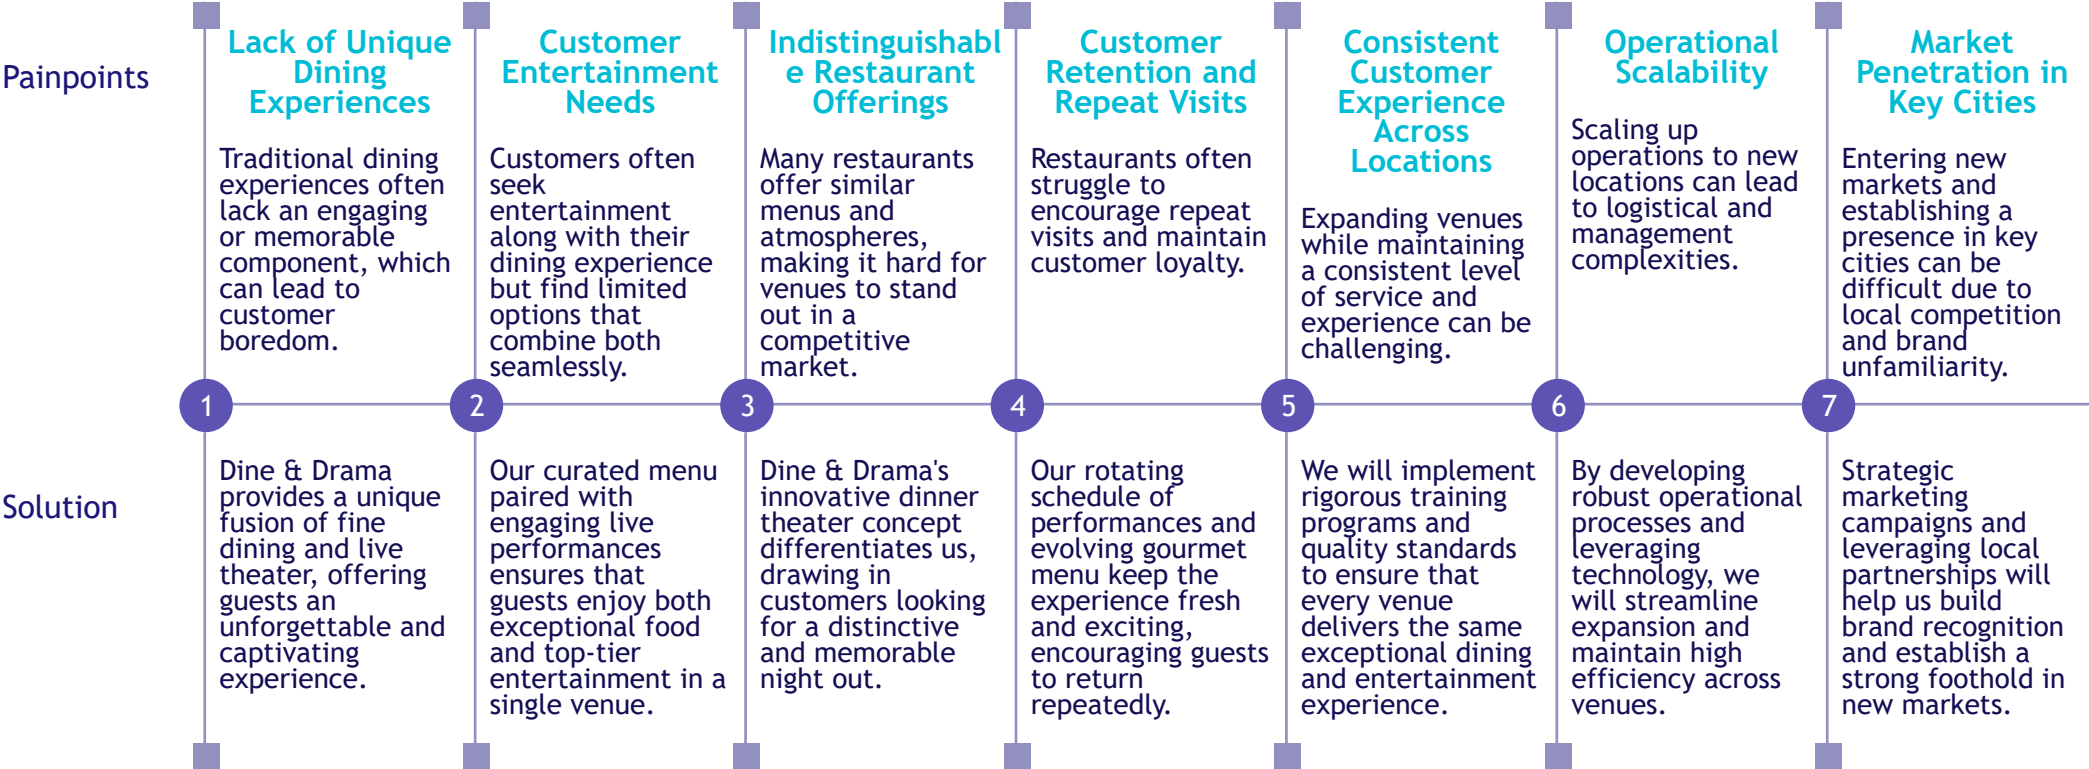 Painpoints
Lack of Unique
Dining
Experiences
Traditional dining
experiences often
lack an engaging
or memorable
component, which
can lead to
customer
boredom.
Customer
Entertainment
Needs
Customers often
seek
entertainment
along with their
dining experience
but find limited
options that
combine both
seamlessly.
Indistinguishabl
e Restaurant
Offerings
Many restaurants
offer similar
menus and
atmospheres,
making it hard for
venues to stand
out in a
competitive
market.
Customer
Retention and
Repeat Visits
Restaurants often
struggle to
encourage repeat
visits and maintain
customer loyalty.
Consistent
Customer
Experience
Across
Locations
Expanding venues
while maintaining
a consistent level
of service and
experience can be
challenging.
Operational
Scalability
Scaling up
operations to new
locations can lead
to logistical and
management
complexities.
Market
Penetration in
Key Cities
Entering new
markets and
establishing a
presence in key
cities can be
difficult due to
local competition
and brand
unfamiliarity.
1
2
3
4
5
6
7
Solution
Dine & Drama
provides a unique
fusion of fine
dining and live
theater, offering
guests an
unforgettable and
captivating
experience.
Our curated menu
paired with
engaging live
performances
ensures that
guests enjoy both
exceptional food
and top-tier
entertainment in a
single venue.
Dine & Drama's
innovative dinner
theater concept
differentiates us,
drawing in
customers looking
for a distinctive
and memorable
night out.
Our rotating
schedule of
performances and
evolving gourmet
menu keep the
experience fresh
and exciting,
encouraging guests
to return
repeatedly.
We will implement
rigorous training
programs and
quality standards
to ensure that
every venue
delivers the same
exceptional dining
and entertainment
experience.
By developing
robust operational
processes and
leveraging
technology, we
will streamline
expansion and
maintain high
efficiency across
venues.
Strategic
marketing
campaigns and
leveraging local
partnerships will
help us build
brand recognition
and establish a
strong foothold in
new markets.